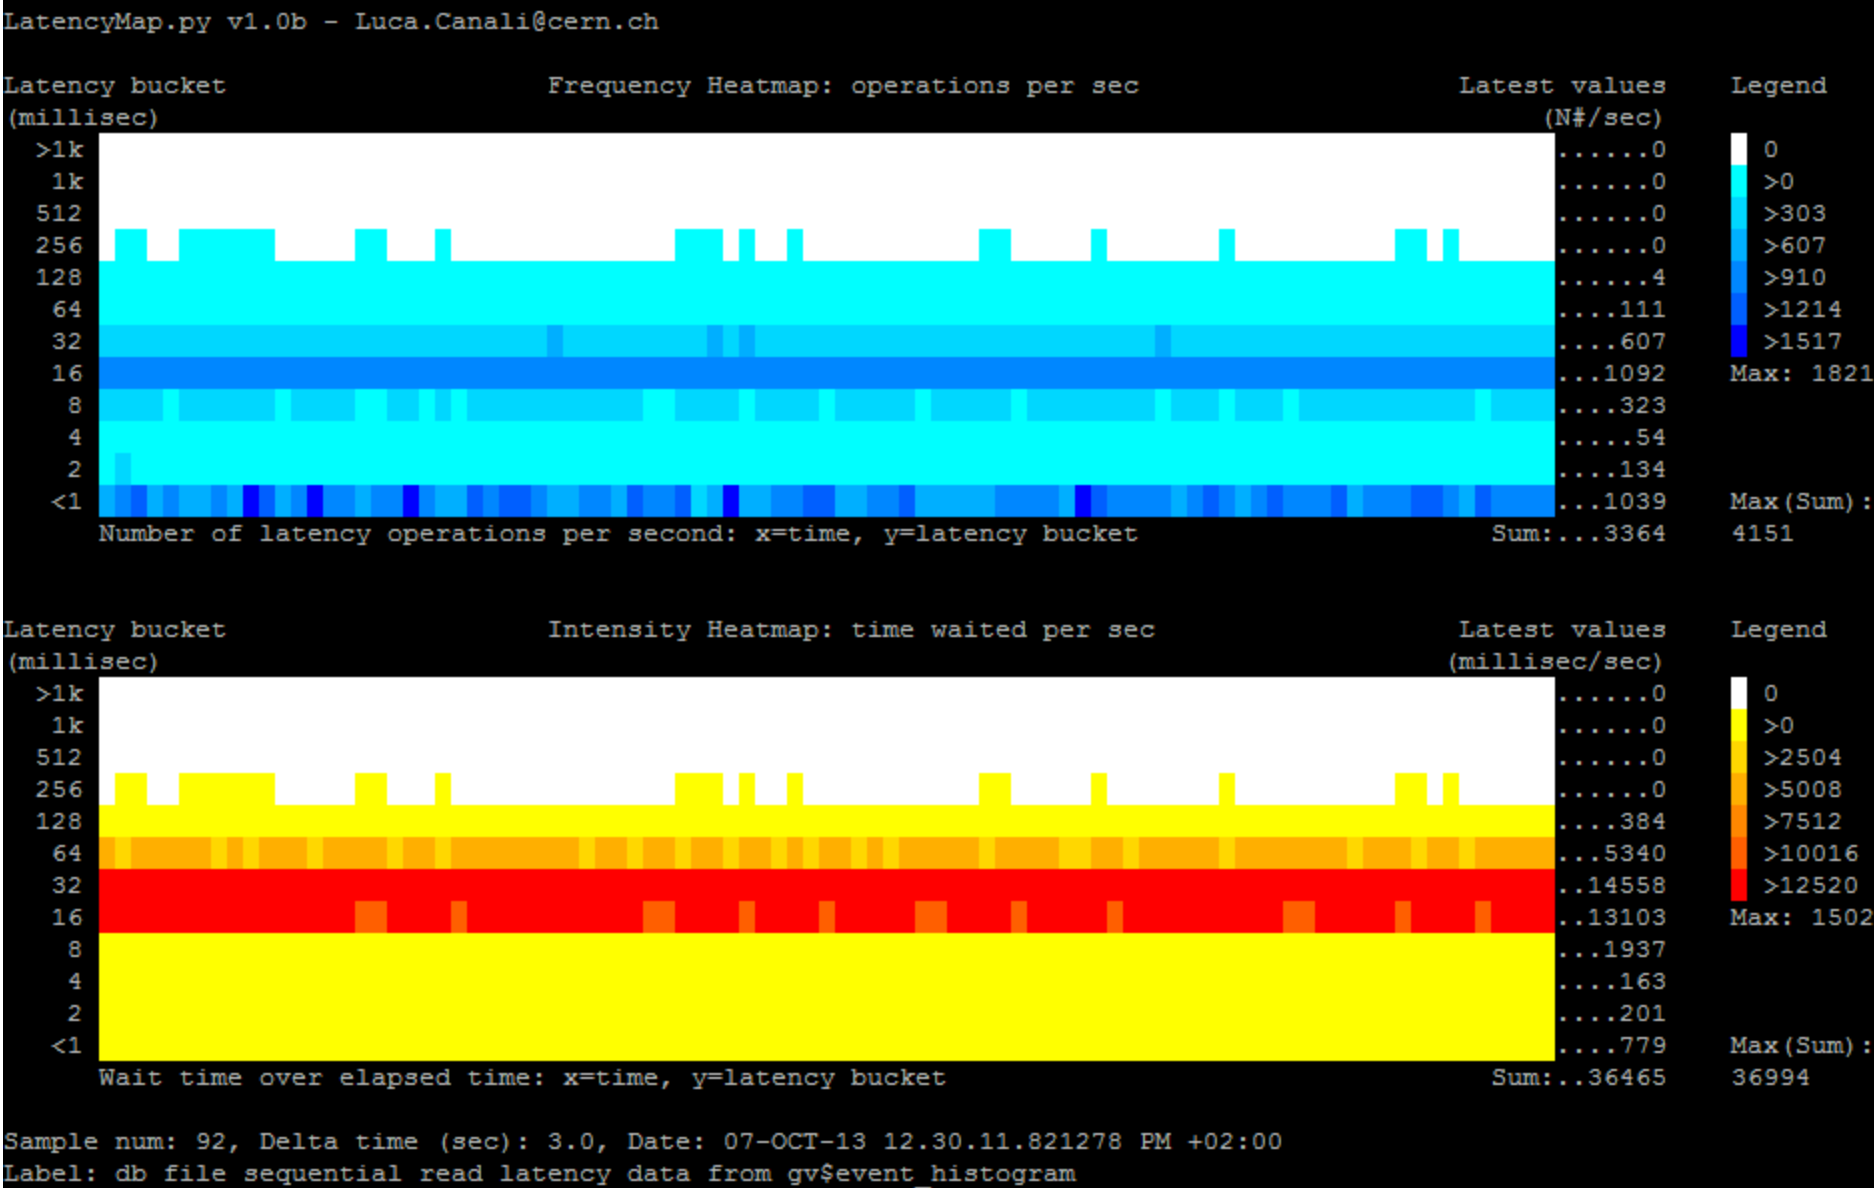 LatencyMap.py v1.0b - Luca.Canali@cern.ch
Latency bucket Frequency Heatmap: operations per sec Latest values Legend
(millisec) (N#/sec)
>1k ......0 0
1k ......0 >0
512 ......0 >303
256 ......0 >607
128 ......4 >910
64 ....111 >1214
32 ....607 >1517
16 ...1092 Max: 1821
8 ....323
4 .....54
2 ....134
<1 ...1039 Max(Sum):
Number of latency operations per second: x=time, y=latency bucket Sum:...3364 4151
Latency bucket Intensity Heatmap: time waited per sec Latest values Legend
(millisec) (millisec/sec)
>1k ......0 0
1k ......0 >0
512 ......0 >2504
256 ......0 >5008
128 ....384 >7512
64 ...5340 >10016
32 ..14558 >12520
16 ..13103 Max: 1502
8 ...1937
4 ....163
2 ....201
<1 ....779 Max(Sum):
Wait time over elapsed time: x=time, y=latency bucket Sum:..36465 36994
Sample num: 92, Delta time (sec): 3.0, Date: 07-OCT-13 12.30.11.821278 PM +02:00
Label: db file sequential read latency data from gv$event_histogram